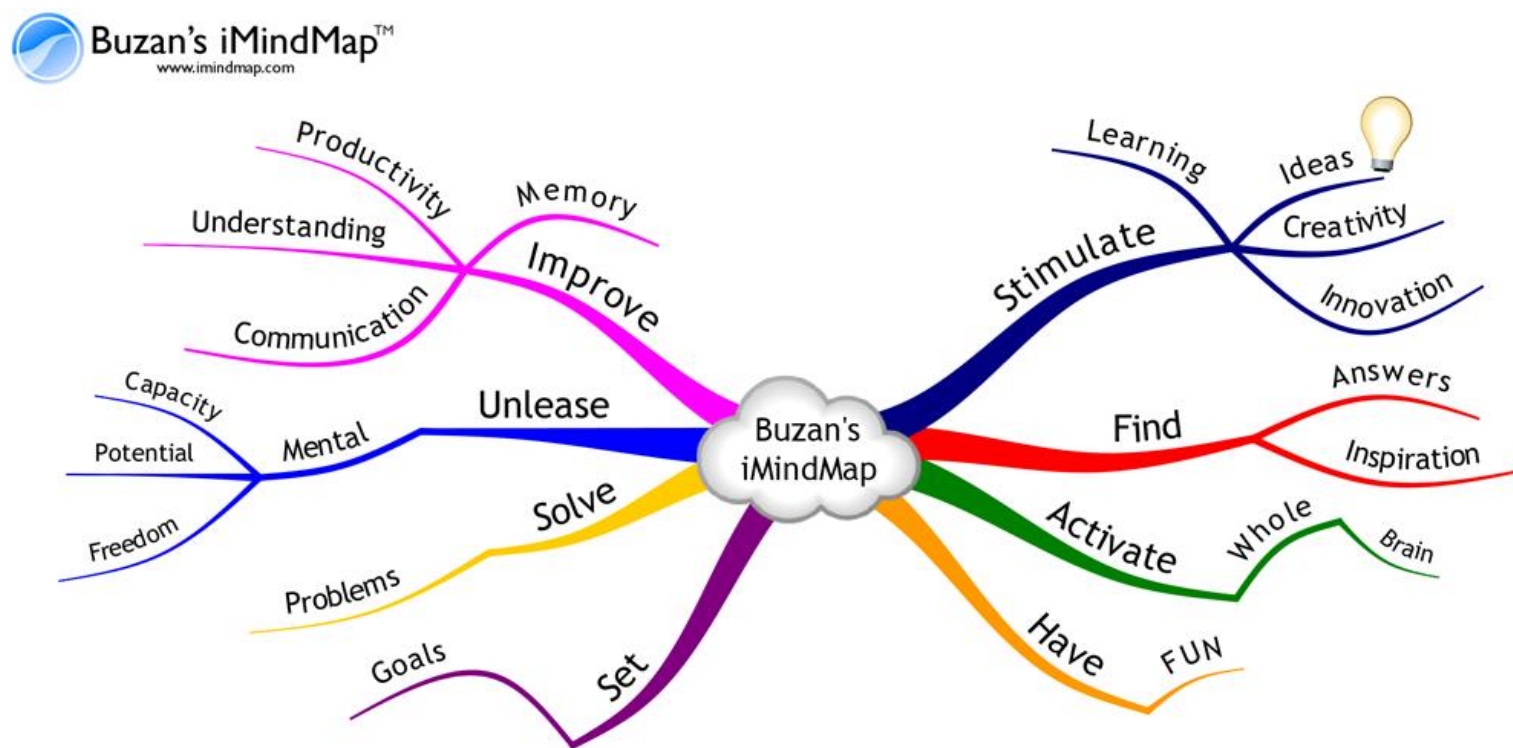 Buzan's iMindMap™
www.imindmap.com
Buzan's
iMindMap
Stimulate
Learning
Ideas
Creativity
Innovation
Find
Answers
Inspiration
Activate
Whole
Brain
Have
FUN
Set
Goals
Solve
Problems
Unlease
Mental
Capacity
Potential
Freedom
Improve
Productivity
Understanding
Communication
Memory